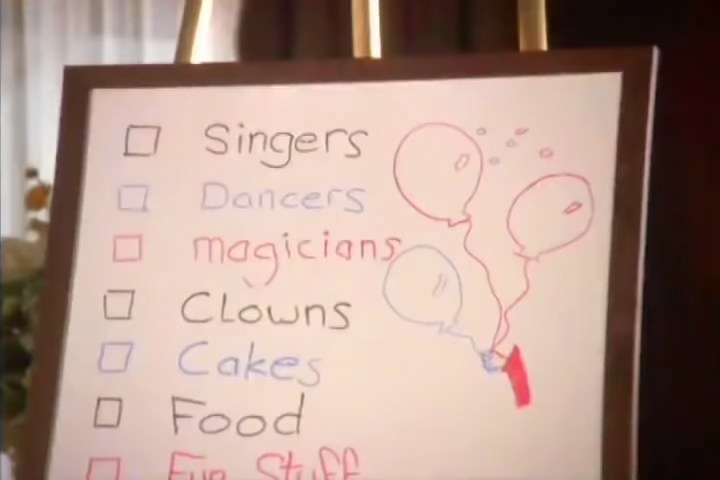 Singers
Dancers
magicians
Clowns
Cakes
Food
Fun Stuff